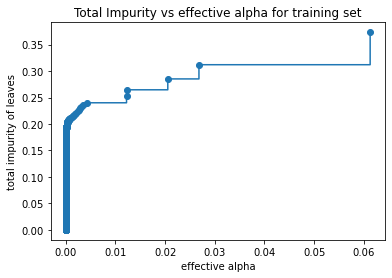 Total Impurity vs effective alpha for training set
total impurity of leaves
0.35
0.30
0.25
0.20
0.15
0.10
0.05
0.00
0.00 0.01 0.02 0.03 0.04 0.05 0.06
effective alpha